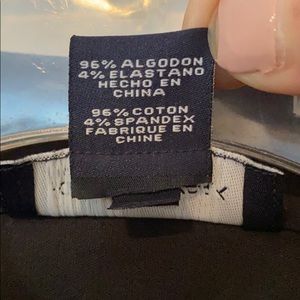 96% ALGODON
4% ELASTANO
HECHO EN
CHINA
96% COTON
4% SPANDEX
FABRIQUE EN
CHINE